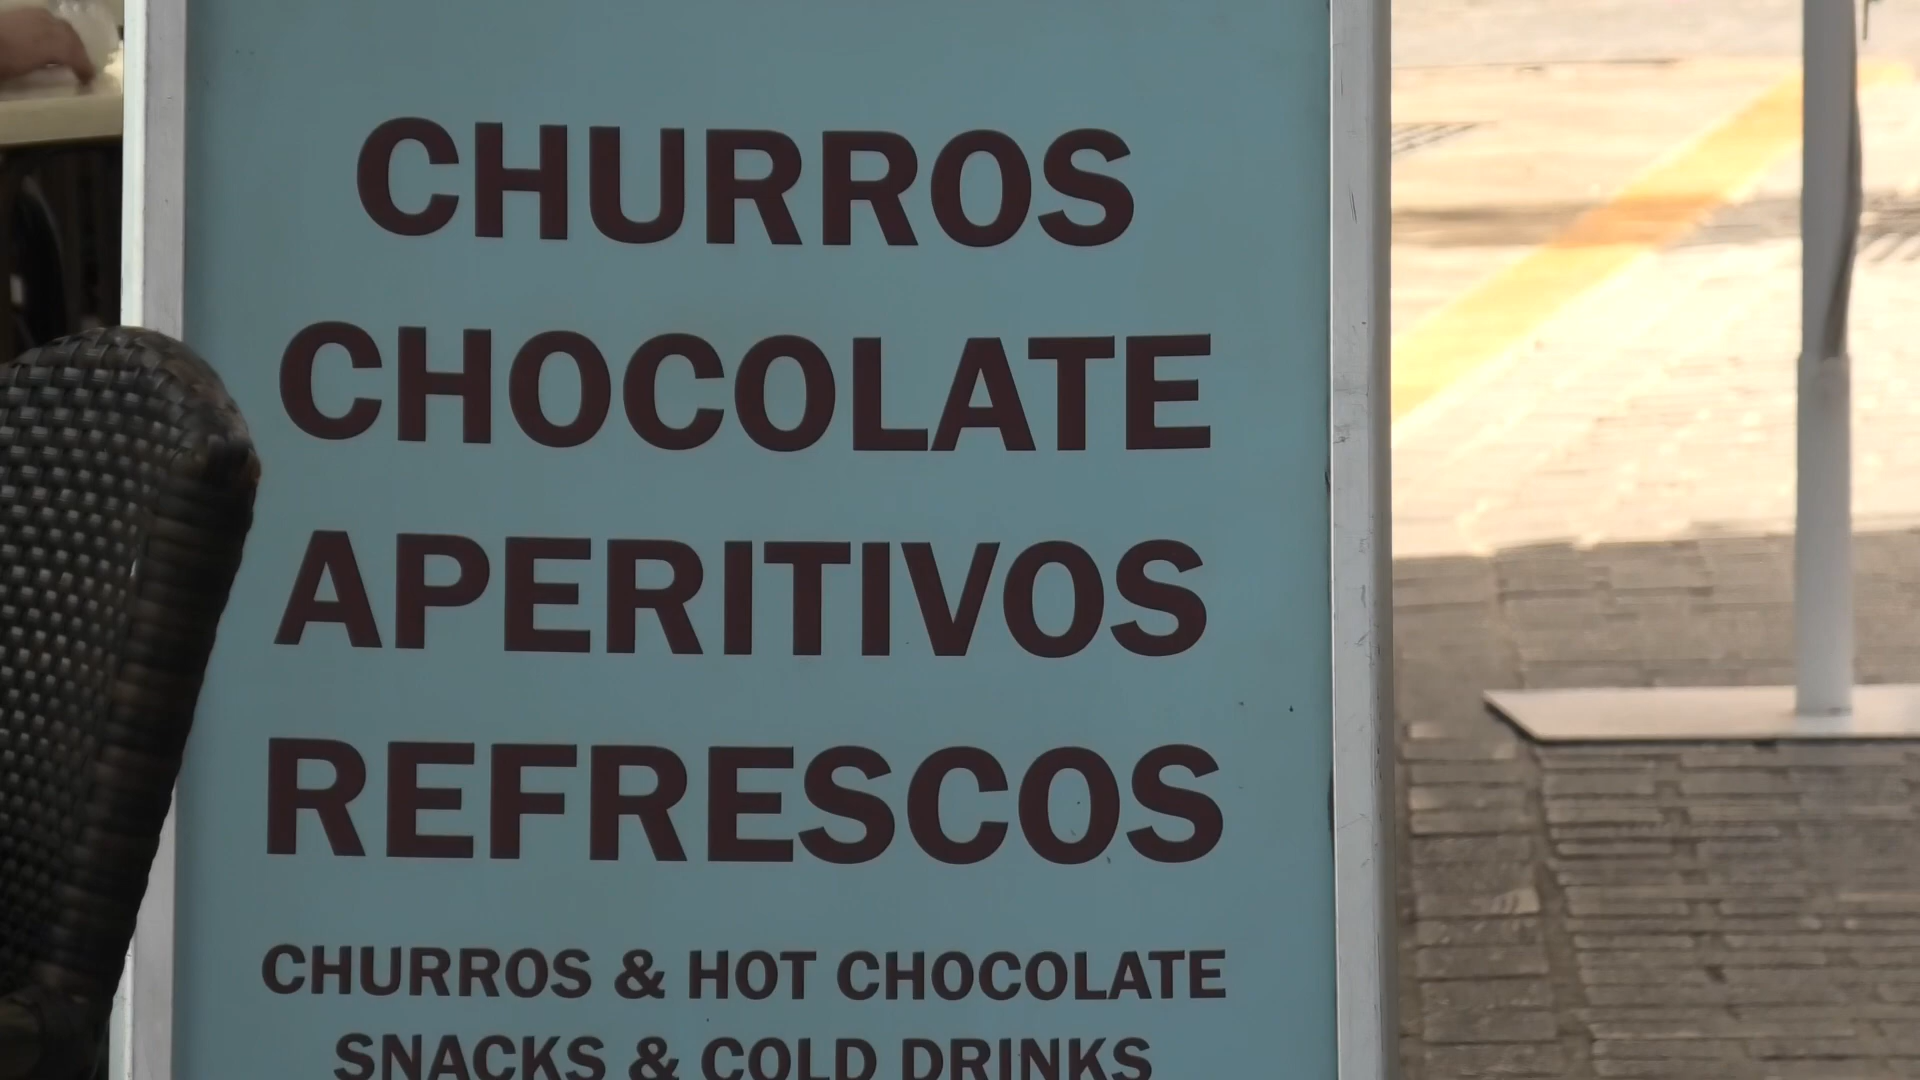 CHURROS
CHOCOLATE
APERITIVOS
REFRESCOS
CHURROS & HOT CHOCOLATE
SNACKS & COLD DRINKS